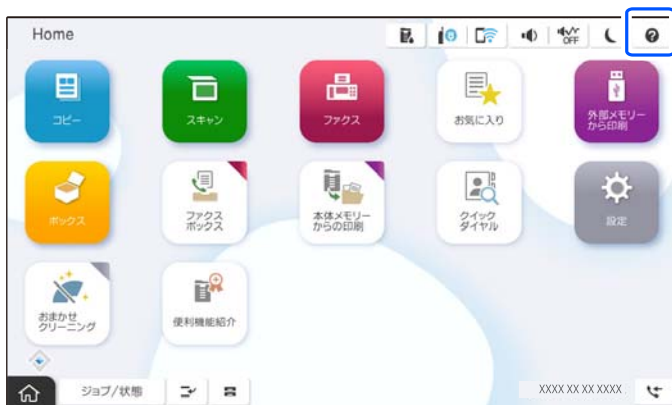 Home
OFF
コピー
スキャン
ファクス
お気に入り
外部メモリー
から印刷
ボックス
ファクス
ボックス
本体メモリー
からの印刷
クイック
ダイヤル
設定
おまかせ
クリーニング
便利機能紹介
ジョブ/状態
XXXX XX XX XXXX